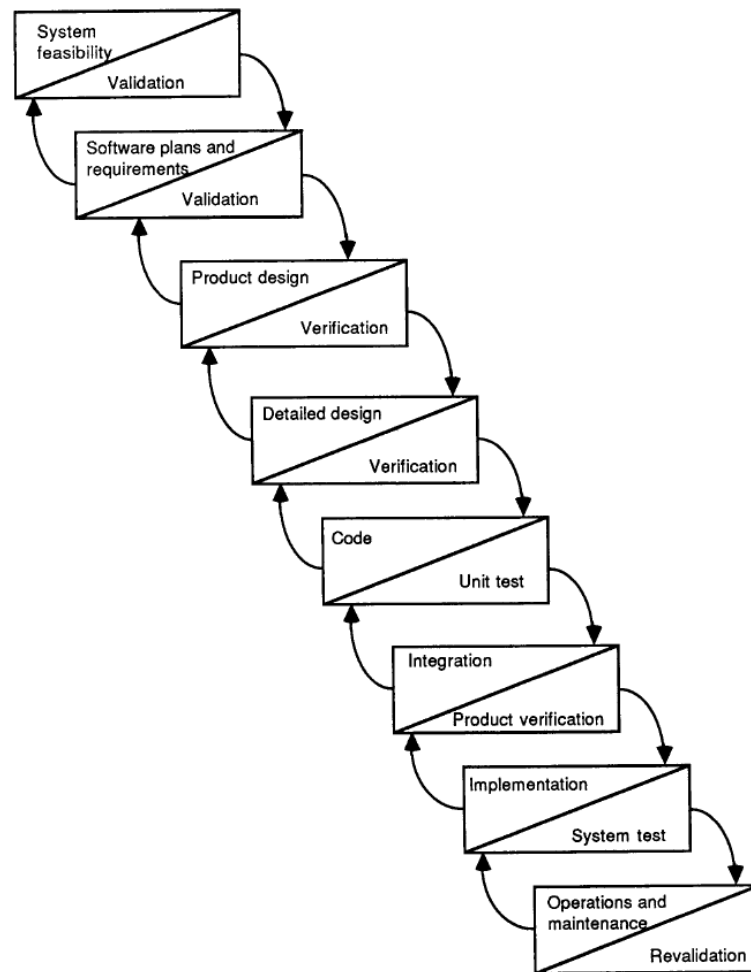 System
feasibility
Validation
Software plans and
requirements
Validation
Product design
Verification
Detailed design
Verification
Code
Unit test
Integration
Product verification
Implementation
System test
Operations and
maintenance
Revalidation